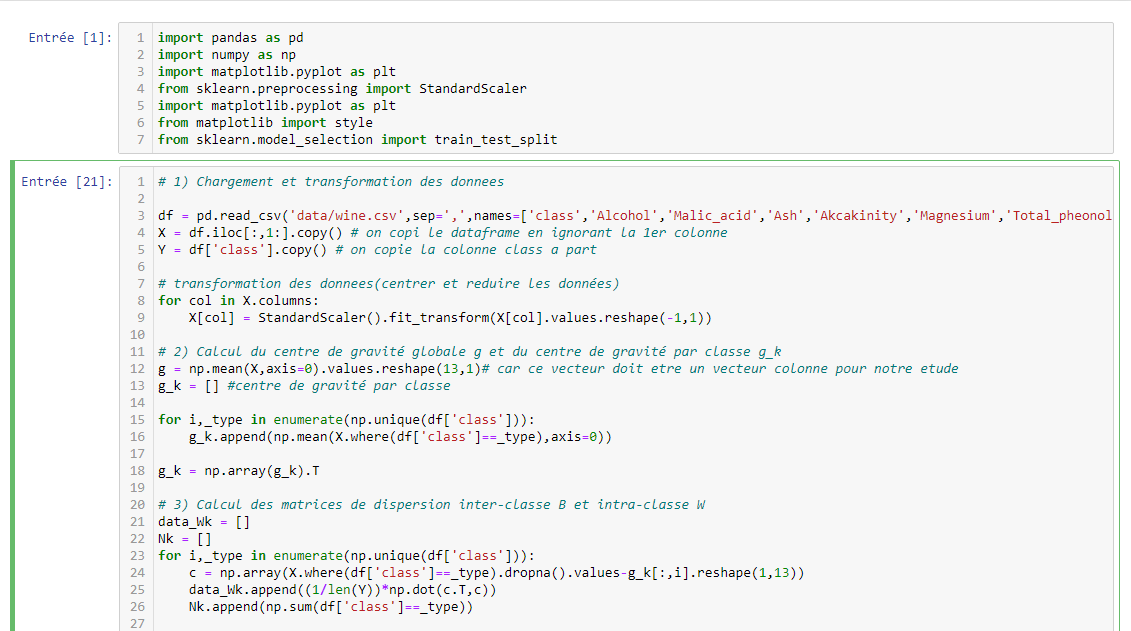 Entrée [1]:
1 import pandas as pd
2 import numpy as np
3 import matplotlib.pyplot as plt
4 from sklearn.preprocessing import StandardScaler
5 import matplotlib.pyplot as plt
6 from matplotlib import style
7 from sklearn.model_selection import train_test_split
Entrée [21]:
1 # 1) Chargement et transformation des donnees
2
3 df = pd.read_csv('data/wine.csv',sep=',',names=['class','Alcohol','Malic_acid','Ash','Akcakinity','Magnesium','Total_pheonol
4 X = df.iloc[:,1:].copy() # on copi le dataframe en ignorant la 1er colonne
5 Y = df['class'].copy() # on copie la colonne class a part
6
7 # transformation des donnees(centrer et reduire les données)
8 for col in X.columns:
9     X[col] = StandardScaler().fit_transform(X[col].values.reshape(-1,1))
10
11 # 2) Calcul du centre de gravité globale g et du centre de gravité par classe g_k
12 g = np.mean(X,axis=0).values.reshape(13,1)# car ce vecteur doit etre un vecteur colonne pour notre etude
13 g_k = [] #centre de gravité par classe
14
15 for i,_type in enumerate(np.unique(df['class'])):
16     g_k.append(np.mean(X.where(df['class']==_type),axis=0))
17
18 g_k = np.array(g_k).T
19
20 # 3) Calcul des matrices de dispersion inter-classe B et intra-classe W
21 data_Wk = []
22 Nk = []
23 for i,_type in enumerate(np.unique(df['class'])):
24     c = np.array(X.where(df['class']==_type).dropna().values-g_k[:,i].reshape(1,13))
25     data_Wk.append((1/len(Y))*np.dot(c.T,c))
26     Nk.append(np.sum(df['class']==_type))
27